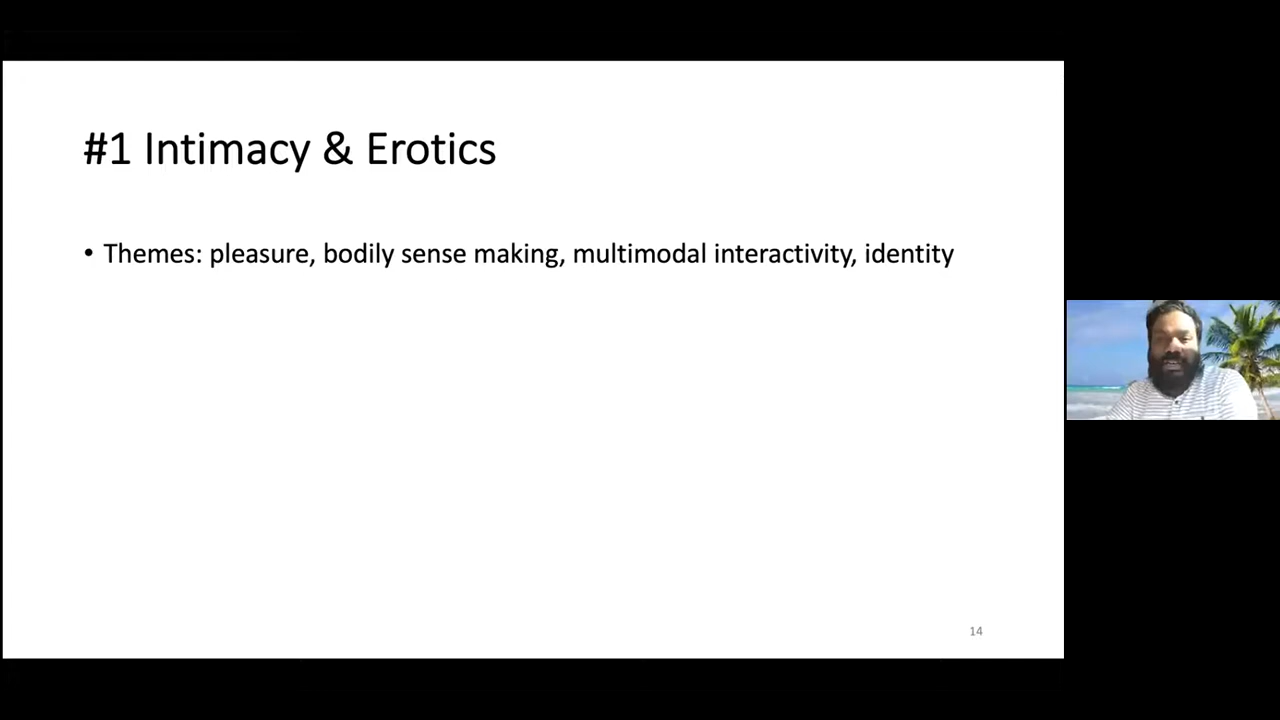 #1 Intimacy & Erotics
• Themes: pleasure, bodily sense making, multimodal interactivity, identity
14